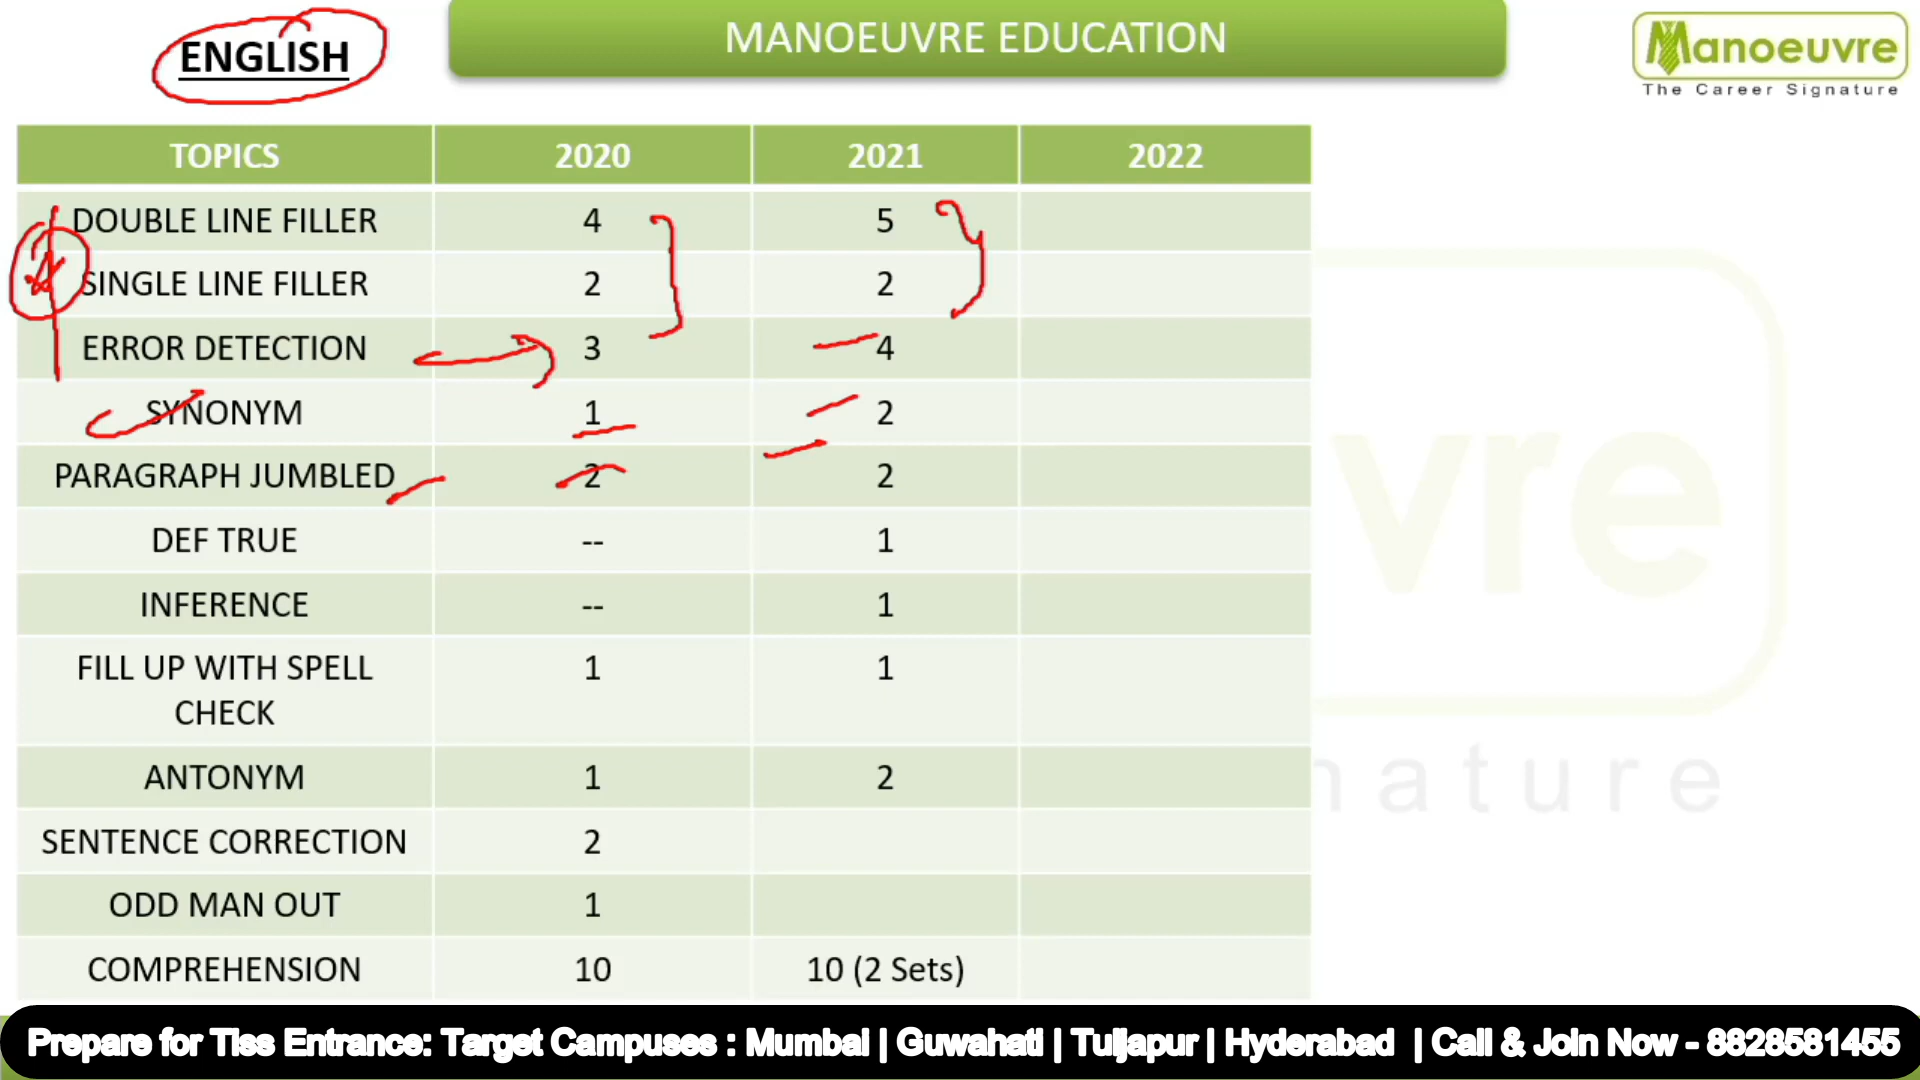 ENGLISH
MANOEUVRE EDUCATION
Manoeuvre
The Career Signature
TOPICS 2020 2021 2022
DOUBLE LINE FILLER 4 5
SINGLE LINE FILLER 2 2
ERROR DETECTION 3 4
SYNONYM 1 2
PARAGRAPH JUMBLED 2 2
DEF TRUE -- 1
INFERENCE -- 1
FILL UP WITH SPELL 1 1
CHECK
ANTONYM 1 2
SENTENCE CORRECTION 2
ODD MAN OUT 1
COMPREHENSION 10 10 (2 Sets)
vre
nature
Prepare for Tiss Entrance: Target Campuses : Mumbai | Guwahati | Tuljapur | Hyderabad | Call & Join Now - 8828581455